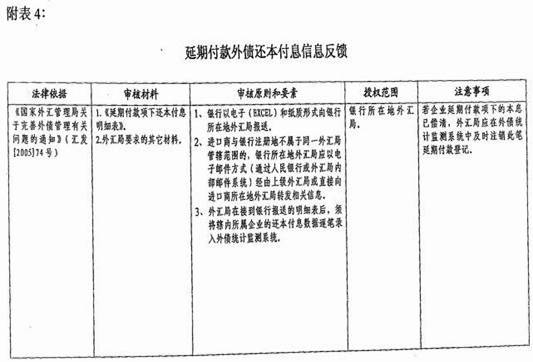 附表4:
延期付款外债还本付息信息反馈
法律依据
审核材料
审核原则和要素
授权范围
注意事项
《国家外汇管理局关
于完善外债管理有关
问题的通知》(汇发
[2005]74号)
1.《延期付款项下还本付息
明细表》。
2.外汇局要求的其它材料。
1、银行以电子(EXCEL)和纸质形式向银行
所在地外汇局报送。
2、进口商与银行注册地不属于同一外汇局
管辖范围的,银行所在地外汇局应以电
子邮件方式(通过人民银行或外汇局内
部邮件系统)经由上级外汇局或直接向
进口商所在地外汇局转发相关信息。
3、外汇局在接到银行报送的明细表后,须
将辖内所属企业的还本付息数据逐笔录
入外债统计监测系统。
银行所在地外汇
局。
若企业延期付款项下的本息
已偿清,外汇局应在外债统
计监测系统中及时注销此笔
延期付款登记。